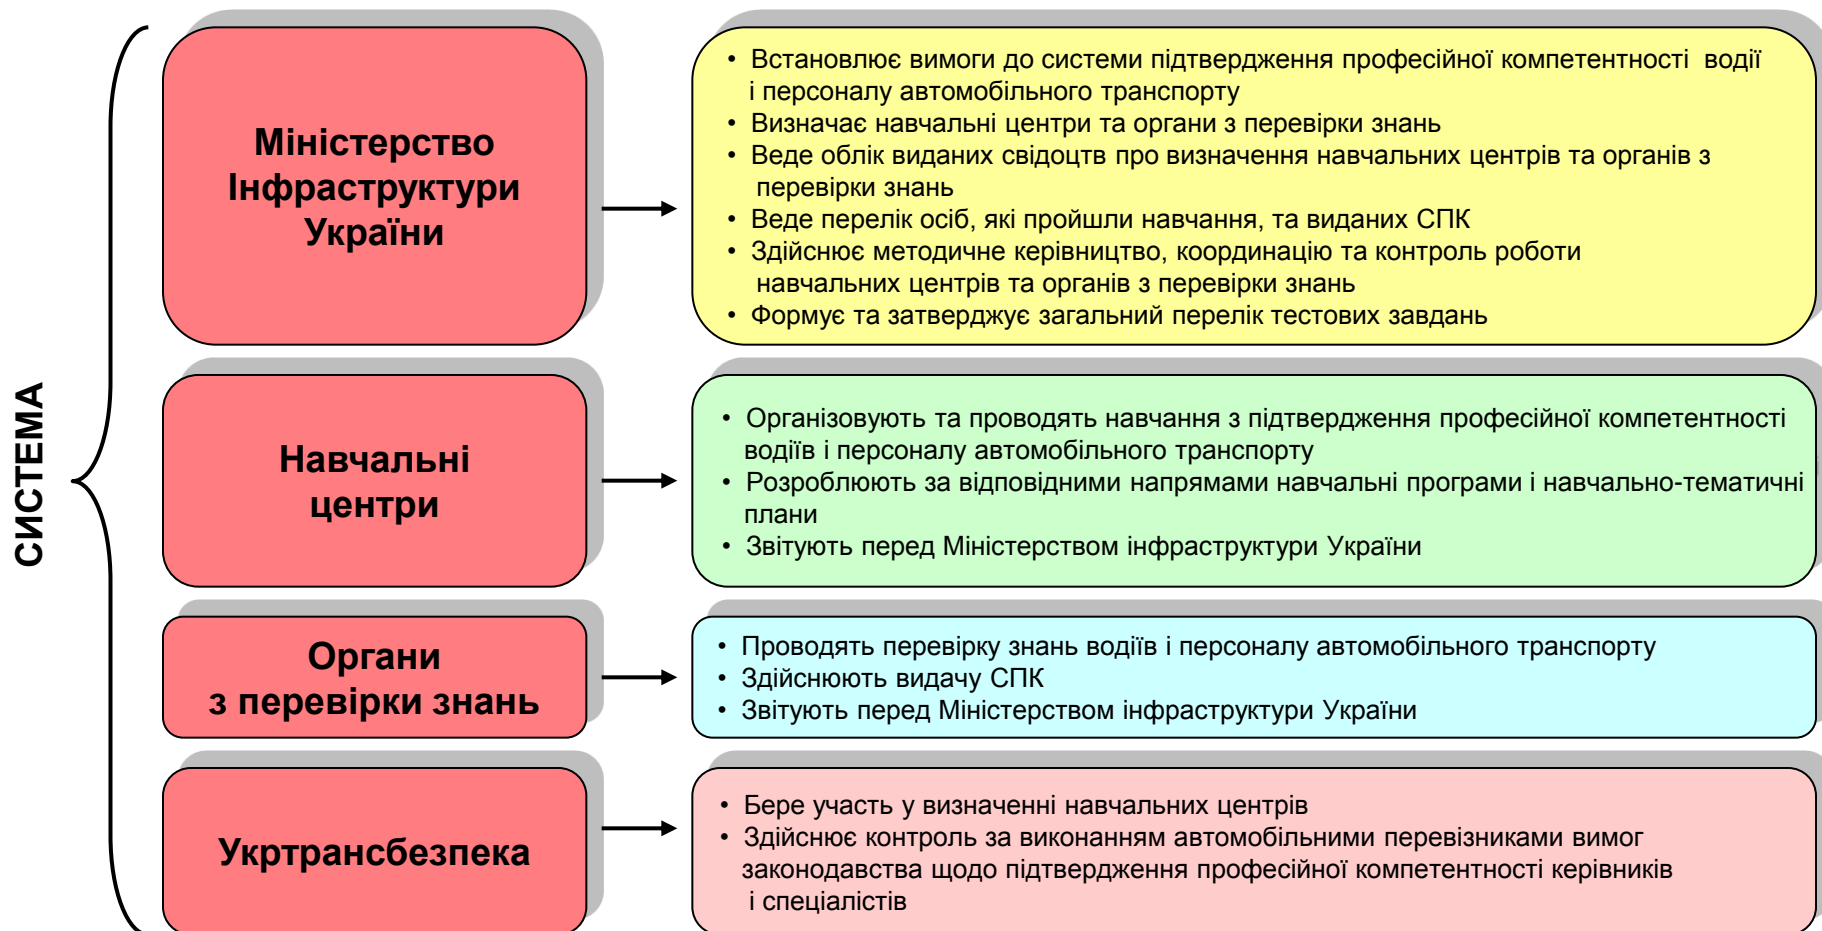 СИСТЕМА
Міністерство
Інфраструктури
України
• Встановлює вимоги до системи підтвердження професійної компетентності водії
і персоналу автомобільного транспорту
• Визначає навчальні центри та органи з перевірки знань
• Веде облік виданих свідоцтв про визначення навчальних центрів та органів з
перевірки знань
• Веде перелік осіб, які пройшли навчання, та виданих СПК
• Здійснює методичне керівництво, координацію та контроль роботи
навчальних центрів та органів з перевірки знань
• Формує та затверджує загальний перелік тестових завдань
Навчальні
центри
• Організовують та проводять навчання з підтвердження професійної компетентності
водіїв і персоналу автомобільного транспорту
• Розроблюють за відповідними напрямами навчальні програми і навчально-тематичні
плани
• Звітують перед Міністерством інфраструктури України
Органи
з перевірки знань
• Проводять перевірку знань водіїв і персоналу автомобільного транспорту
• Здійснюють видачу СПК
• Звітують перед Міністерством інфраструктури України
Укртрансбезпека
• Бере участь у визначенні навчальних центрів
• Здійснює контроль за виконанням автомобільними перевізниками вимог
законодавства щодо підтвердження професійної компетентності керівників
і спеціалістів